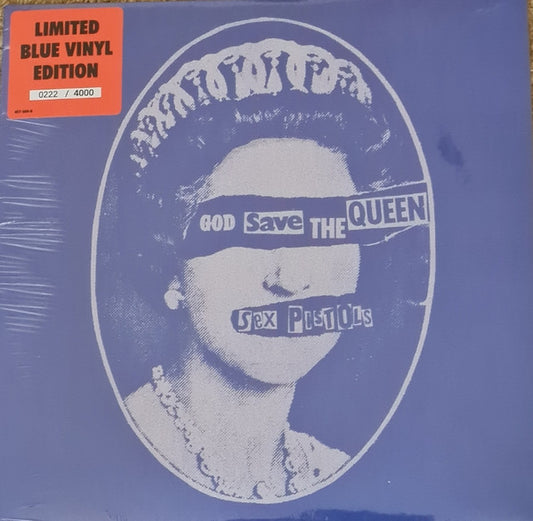 LIMITED
BLUE VINYL
EDITION
0222 / 4000
GOD Save THE QUEEN
SEX PISTOLS